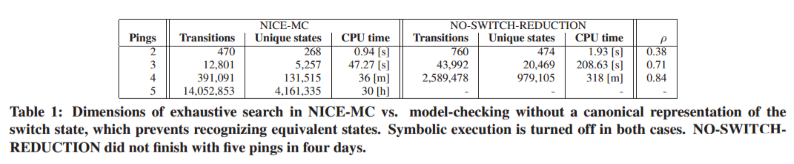 NICE-MC NO-SWITCH-REDUCTION
Pings Transitions Unique states CPU time Transitions Unique states CPU time ρ
2 470 268 0.94 [s] 760 474 1.93 [s] 0.38
3 12,801 5,257 47.27 [s] 43,992 20,469 208.63 [s] 0.71
4 391,091 131,515 36 [m] 2,589,478 979,105 318 [m] 0.84
5 14,052,853 4,161,335 30 [h] - - - -
Table 1: Dimensions of exhaustive search in NICE-MC vs. model-checking without a canonical representation of the
switch state, which prevents recognizing equivalent states. Symbolic execution is turned off in both cases. NO-SWITCH-
REDUCTION did not finish with five pings in four days.